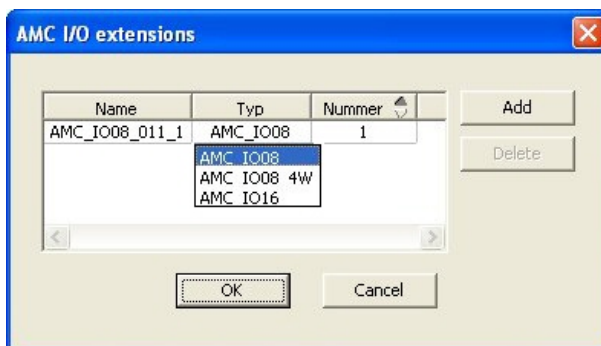 AMC I/O extensions
Name Typ Nummer
AMC_IO08_011_1 AMC_IO08 1
AMC_IO08
AMC_IO08_4W
AMC_IO16
Add
Delete
OK Cancel